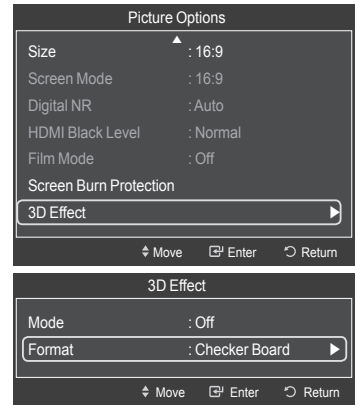 Picture Options
Size : 16:9
Screen Mode : 16:9
Digital NR : Auto
HDMI Black Level : Normal
Film Mode : Off
Screen Burn Protection
3D Effect
Move Enter Return
3D Effect
Mode : Off
Format : Checker Board
Move Enter Return